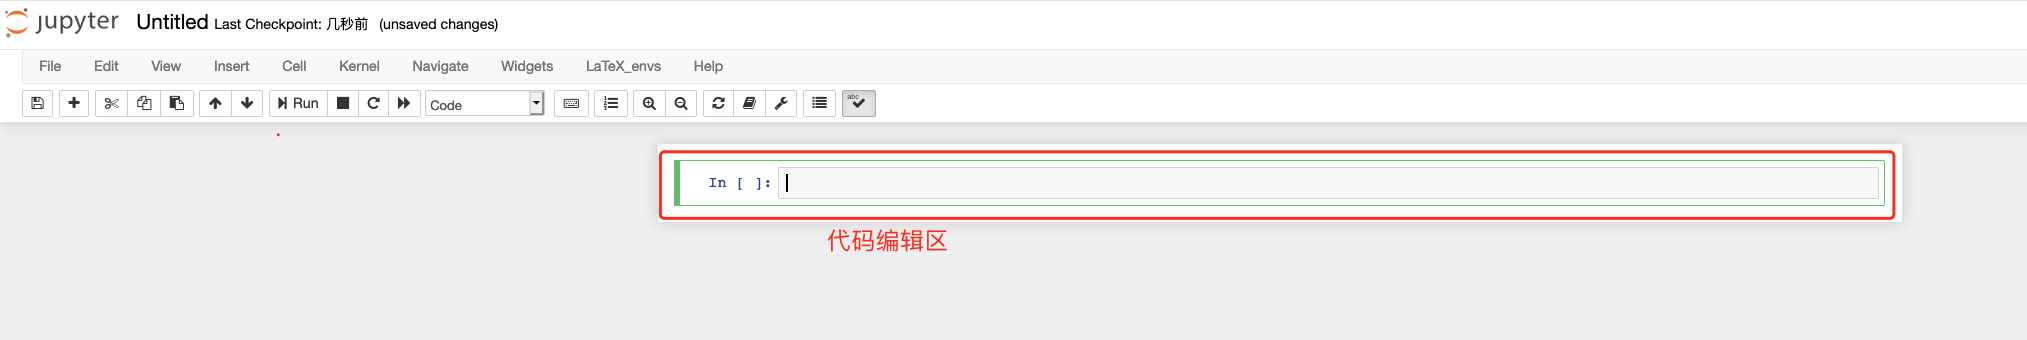 jupyter Untitled Last Checkpoint: 几秒前 (unsaved changes)
File Edit View Insert Cell Kernel Navigate Widgets LaTeX_envs Help
Run Code abc
In [ ]:
代码编辑区